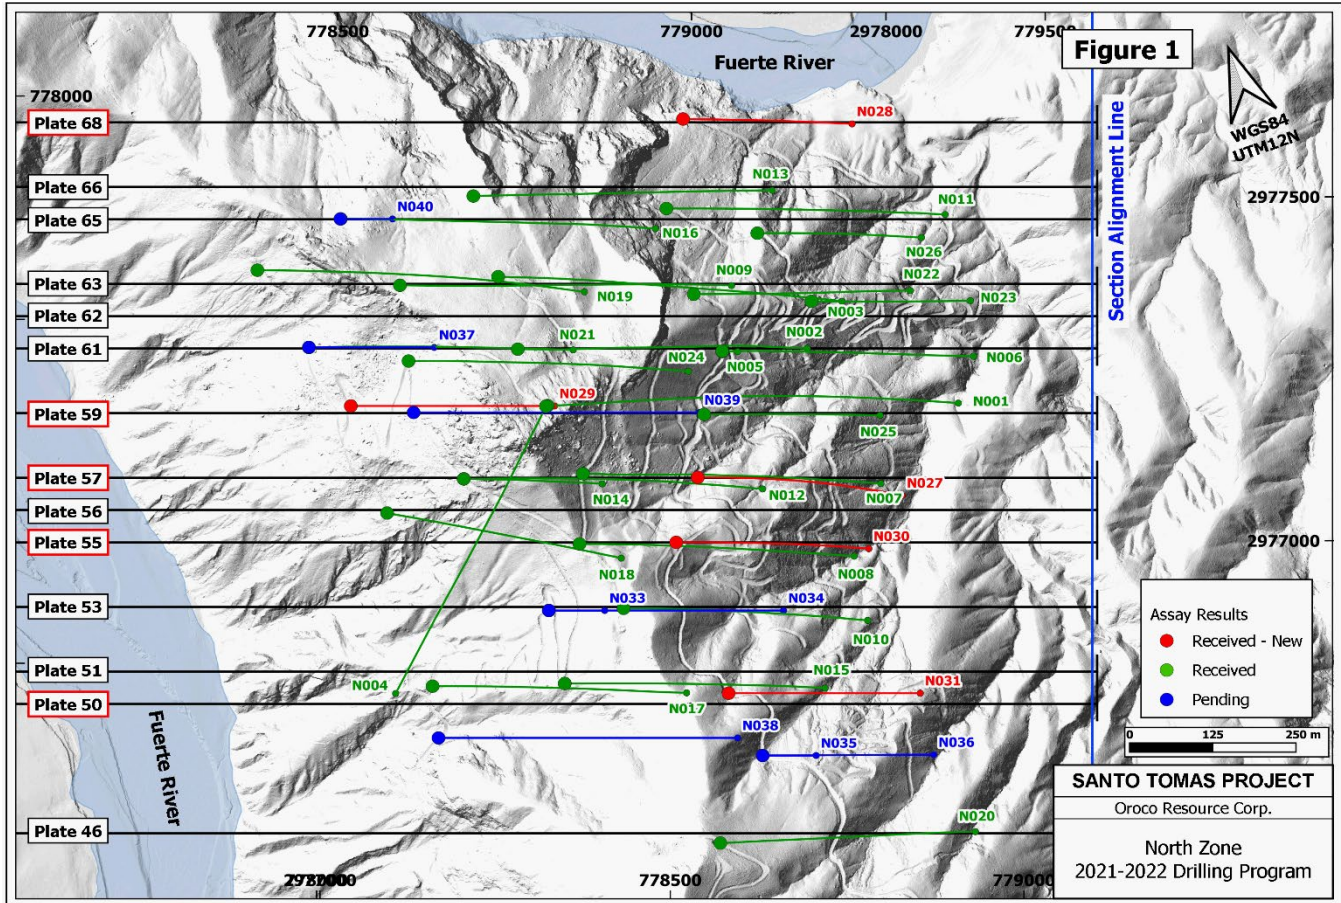 778500
779000
2978000
779500
Figure 1
Fuerte River
778000
WGS84
UTM12N
Plate 68
N028
Plate 66
N013
N011
2977500
Plate 65
N040
N016
N026
Section Alignment Line
Plate 63
N009
N022
N019
N003
N023
Plate 62
N002
Plate 61
N037
N021
N024
N005
N006
N029
N039
N001
Plate 59
N025
Plate 57
N014
N012
N027
N007
Plate 56
Plate 55
N030
2977000
N018
N008
Plate 53
N033
N034
N010
Assay Results
Received - New
Received
Pending
Plate 51
N004
N015
N031
Plate 50
N017
Fuerte River
N038
N035
N036
0 125 250 m
SANTO TOMAS PROJECT
Oroco Resource Corp.
North Zone
2021-2022 Drilling Program
Plate 46
N020
778500
779000